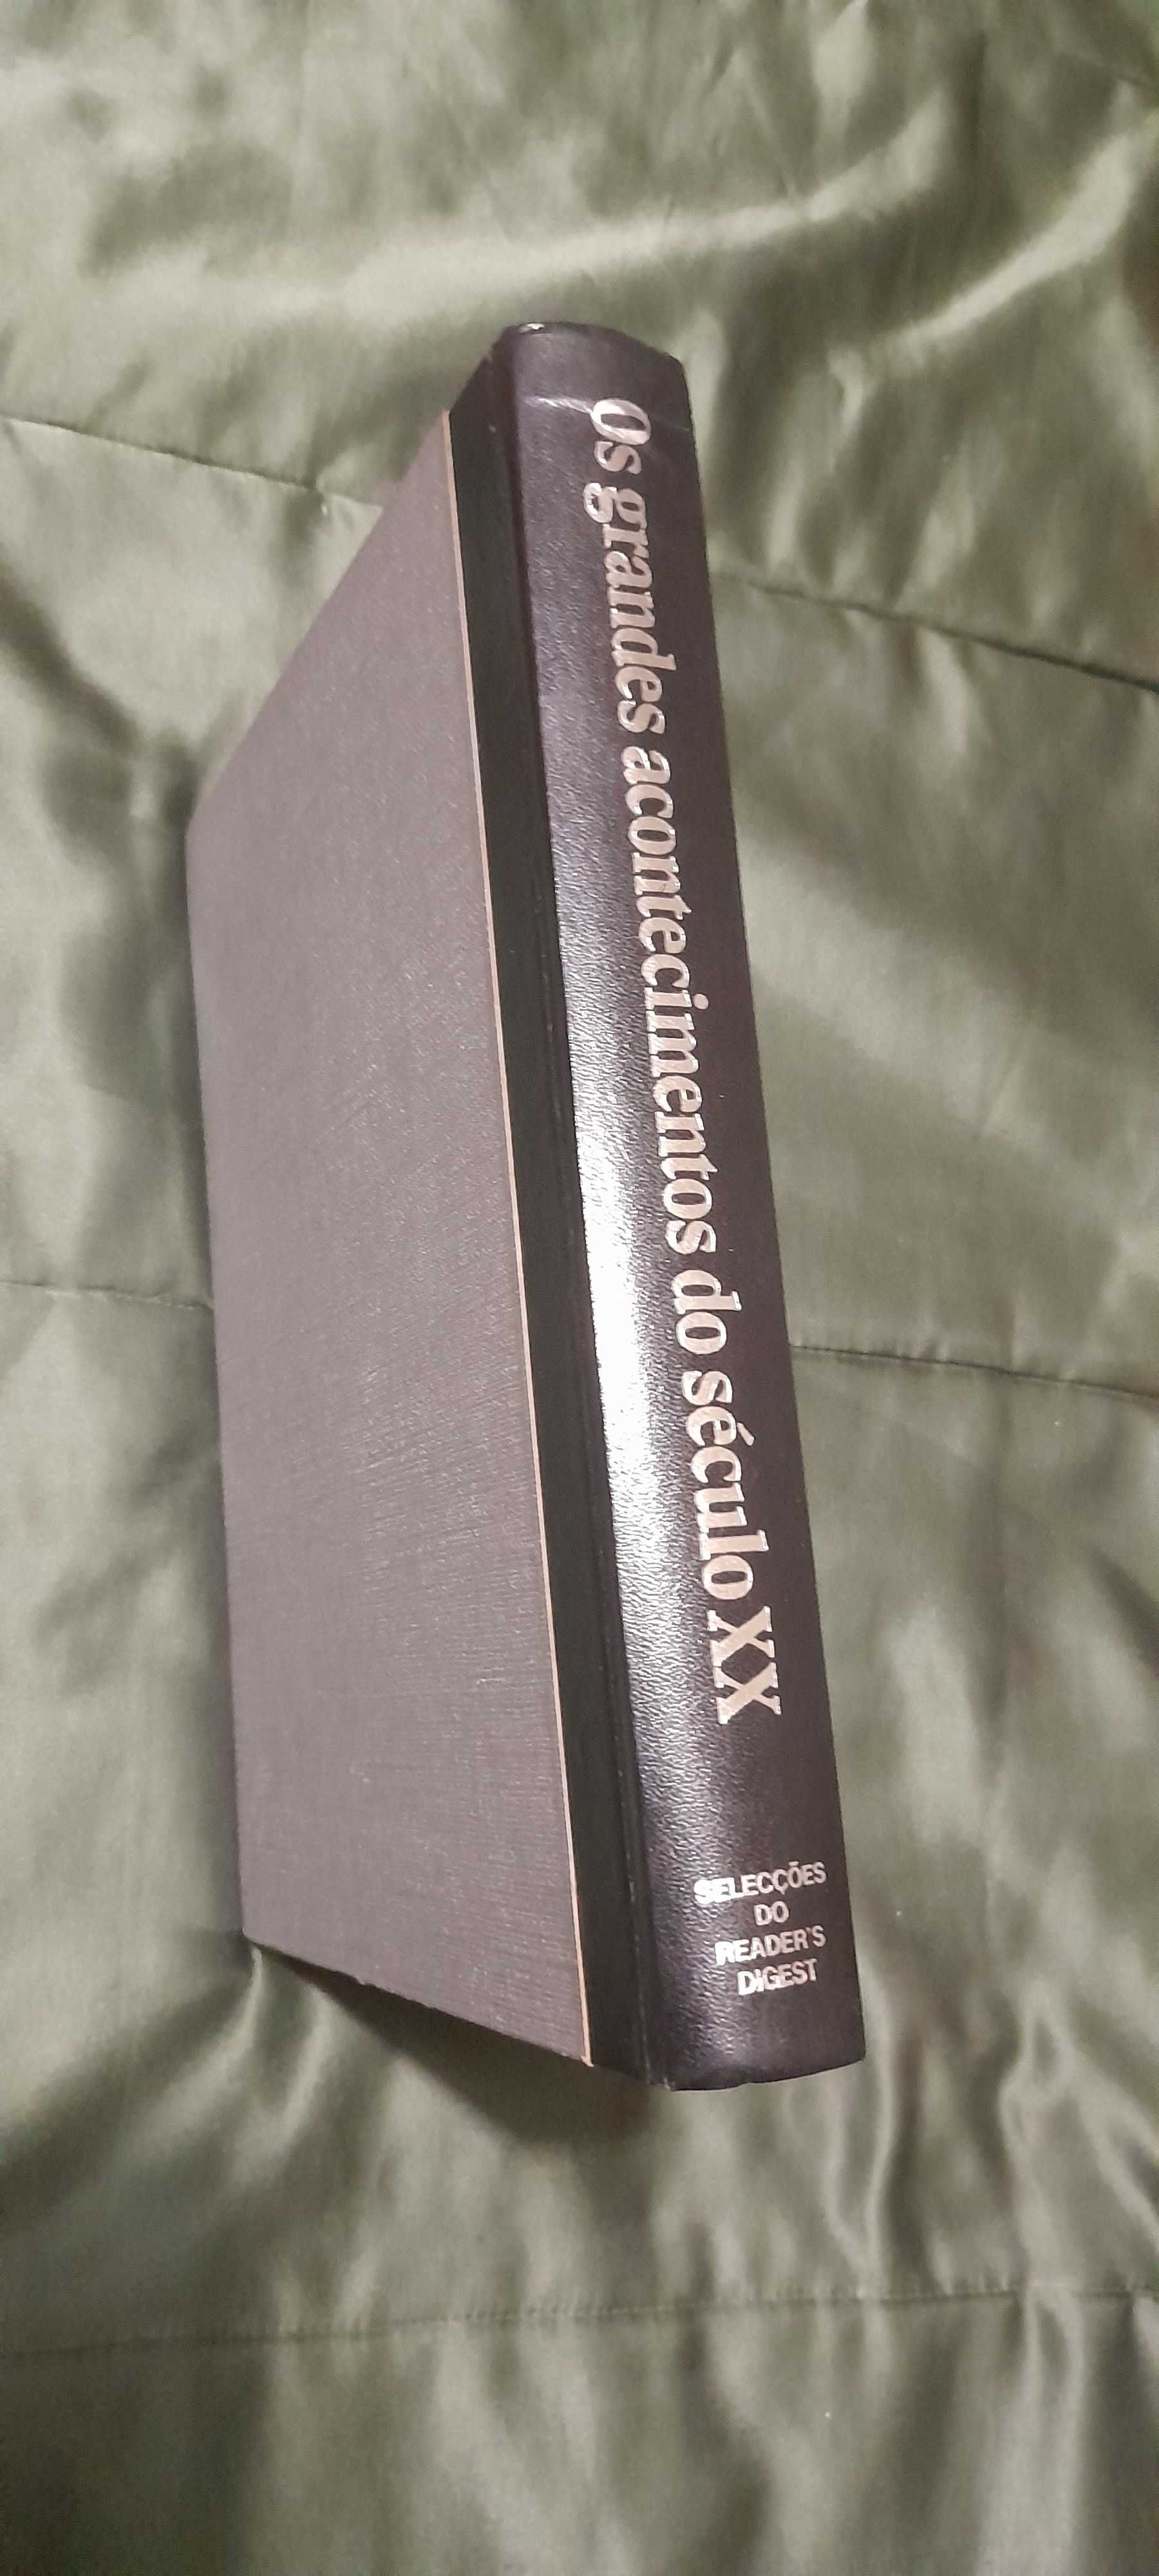 Os grandes acontecimentos do século XX
SELECÇÕES
DO
READER'S
DIGEST